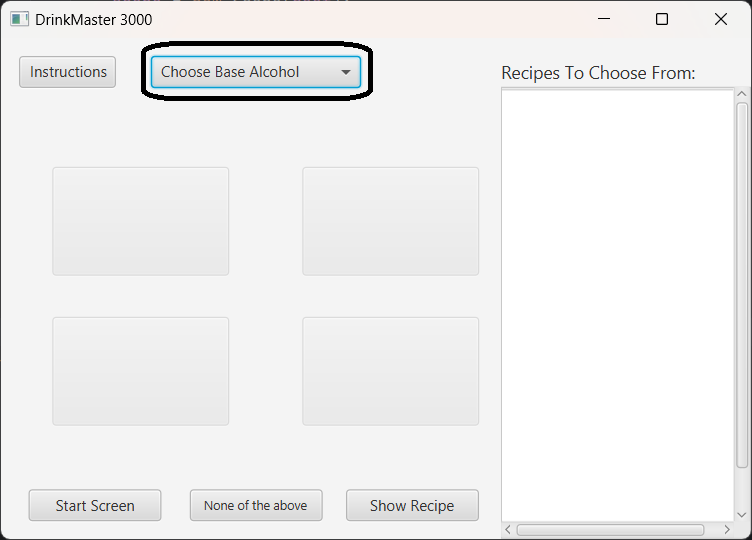 DrinkMaster 3000
Instructions
Choose Base Alcohol
Recipes To Choose From:
Start Screen
None of the above
Show Recipe